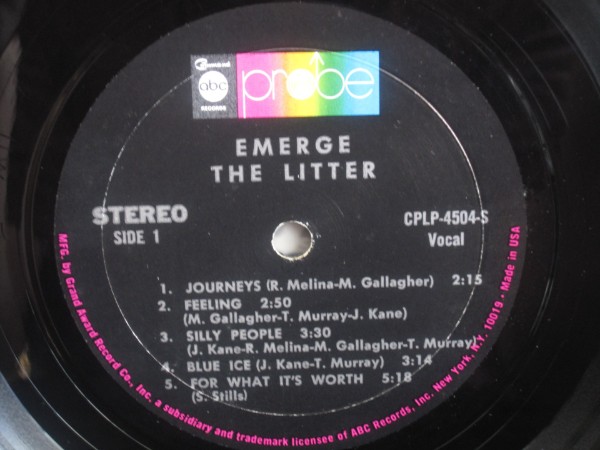 Command
abc
RECORDS
probe
EMERGE
THE LITTER
STEREO
SIDE 1
CPLP-4504-S
Vocal
1. JOURNEYS (R. Melina-M. Gallagher) 2:15
2. FEELING 2:50
(M. Gallagher-T. Murray-J. Kane)
3. SILLY PEOPLE 3:30
(J. Kane-R. Melina-M. Gallagher-T. Murray)
4. BLUE ICE (J. Kane-T. Murray) 3:14
5. FOR WHAT IT'S WORTH 5:18
(S. Stills)
MFG. by Grand Award Record Co., Inc. a subsidiary and trademark licensee of ABC Records, Inc. New York, N.Y. 10019 • Made in USA